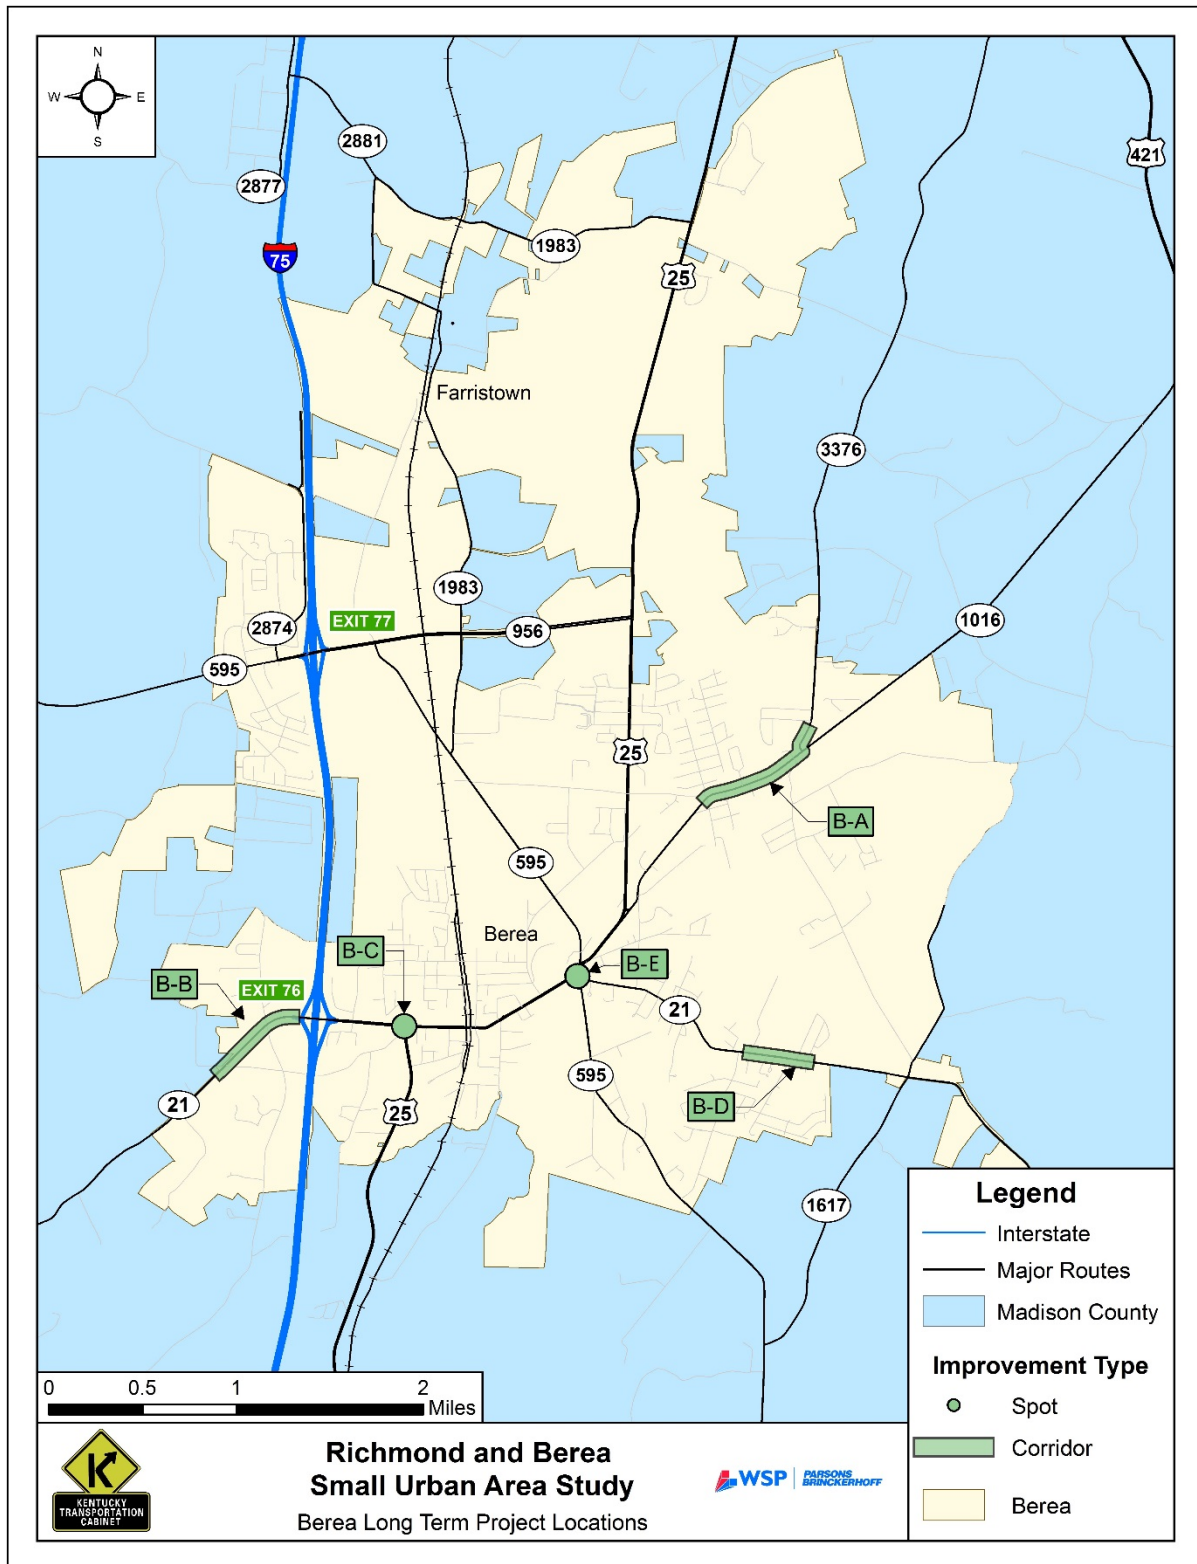 N
W
E
S
2881
2877
421
75
1983
25
Farristown
3376
1983
1016
EXIT 77
2874
956
595
25
B-A
595
Berea
B-C
B-E
B-B
EXIT 76
21
595
21
25
B-D
1617
Legend
Interstate
Major Routes
Madison County
Improvement Type
Spot
Corridor
Berea
0 0.5 1 2
Miles
Richmond and Berea
Small Urban Area Study
Berea Long Term Project Locations
KENTUCKY
TRANSPORTATION
CABINET
WSP
PARSONS
BRINCKERHOFF